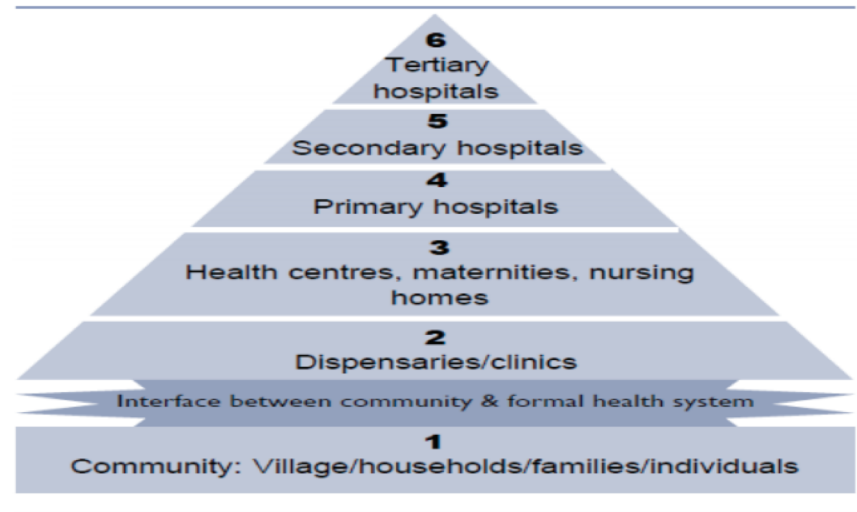 6
Tertiary
hospitals
5
Secondary hospitals
4
Primary hospitals
3
Health centres, maternities, nursing
homes
2
Dispensaries/clinics
Interface between community & formal health system
1
Community: Village/households/families/individuals